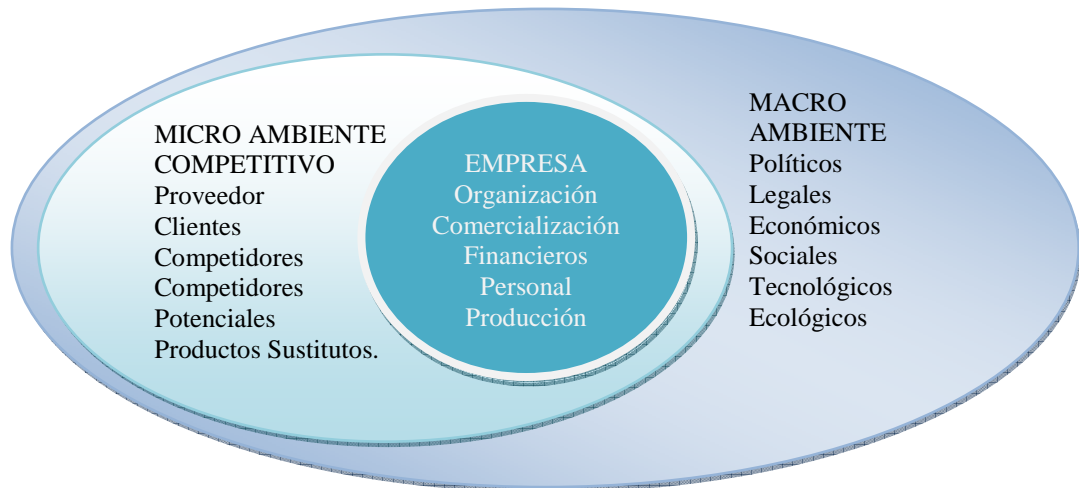 MICRO AMBIENTE
COMPETITIVO
Proveedor
Clientes
Competidores
Competidores
Potenciales
Productos Sustitutos.
EMPRESA
Organización
Comercialización
Financieros
Personal
Producción
MACRO
AMBIENTE
Políticos
Legales
Económicos
Sociales
Tecnológicos
Ecológicos